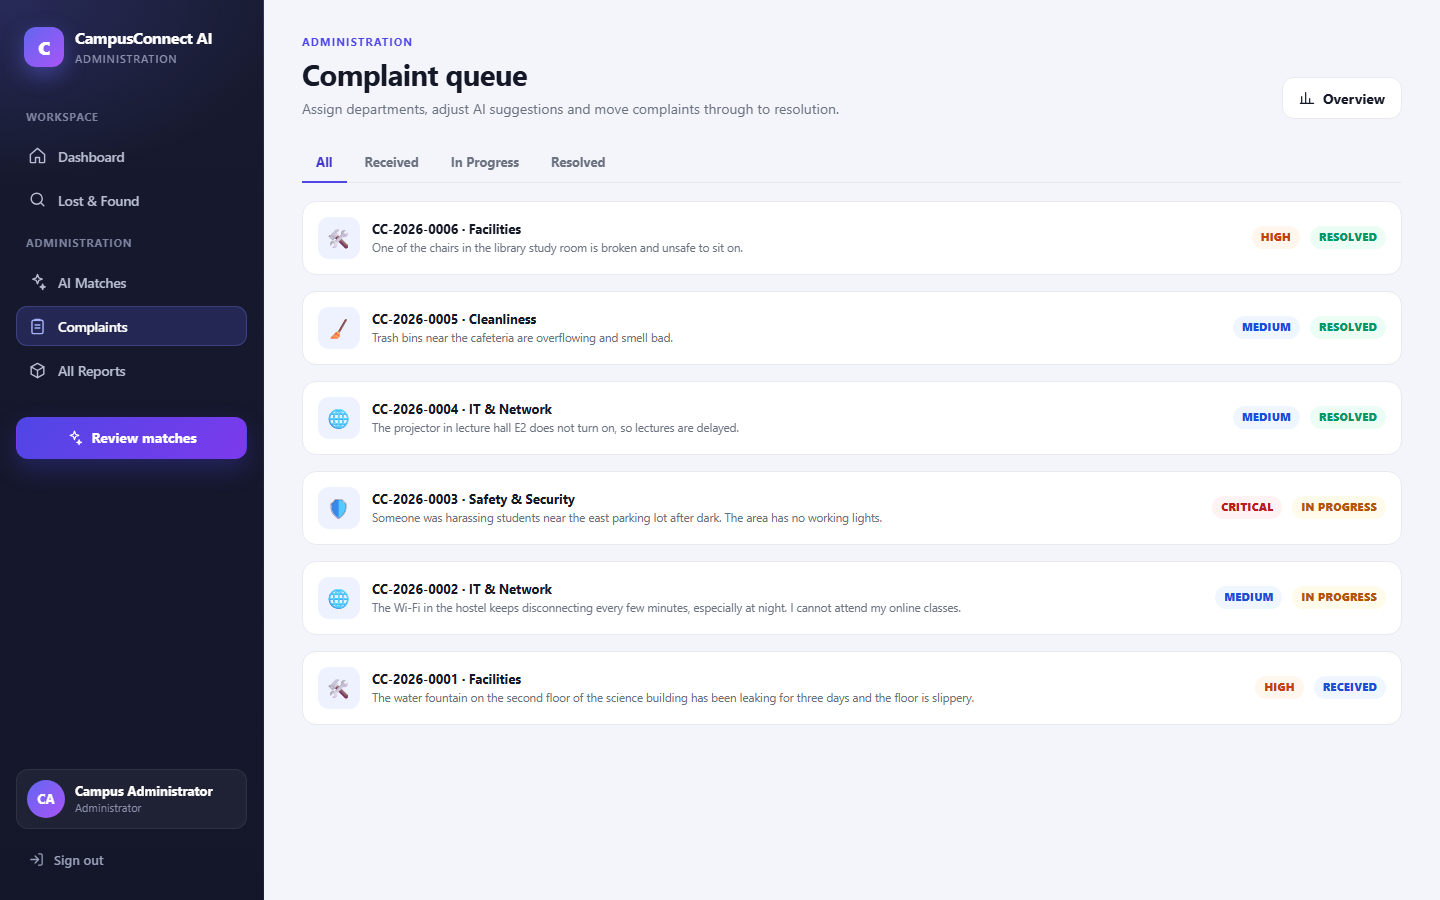 C
CampusConnect AI
ADMINISTRATION
WORKSPACE
Dashboard
Lost & Found
ADMINISTRATION
AI Matches
Complaints
All Reports
Review matches
CA
Campus Administrator
Administrator
Sign out
ADMINISTRATION
Complaint queue
Assign departments, adjust AI suggestions and move complaints through to resolution.
Overview
All Received In Progress Resolved
CC-2026-0006 · Facilities
One of the chairs in the library study room is broken and unsafe to sit on.
HIGH RESOLVED
CC-2026-0005 · Cleanliness
Trash bins near the cafeteria are overflowing and smell bad.
MEDIUM RESOLVED
CC-2026-0004 · IT & Network
The projector in lecture hall E2 does not turn on, so lectures are delayed.
MEDIUM RESOLVED
CC-2026-0003 · Safety & Security
Someone was harassing students near the east parking lot after dark. The area has no working lights.
CRITICAL IN PROGRESS
CC-2026-0002 · IT & Network
The Wi-Fi in the hostel keeps disconnecting every few minutes, especially at night. I cannot attend my online classes.
MEDIUM IN PROGRESS
CC-2026-0001 · Facilities
The water fountain on the second floor of the science building has been leaking for three days and the floor is slippery.
HIGH RECEIVED